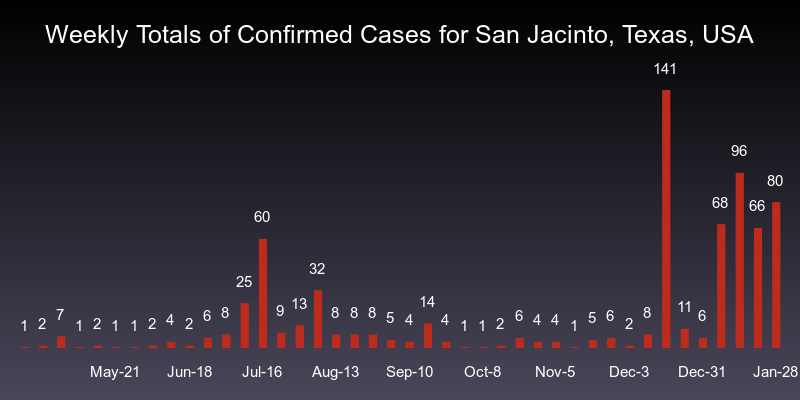 Weekly Totals of Confirmed Cases for San Jacinto, Texas, USA
1 2 7 1 2 1 1 2 4 2 6 8 25 60 9 13 32 8 8 8 5 4 14 4 1 1 2 6 4 4 1 5 6 2 8 141 11 6 68 96 66 80
May-21 Jun-18 Jul-16 Aug-13 Sep-10 Oct-8 Nov-5 Dec-3 Dec-31 Jan-28